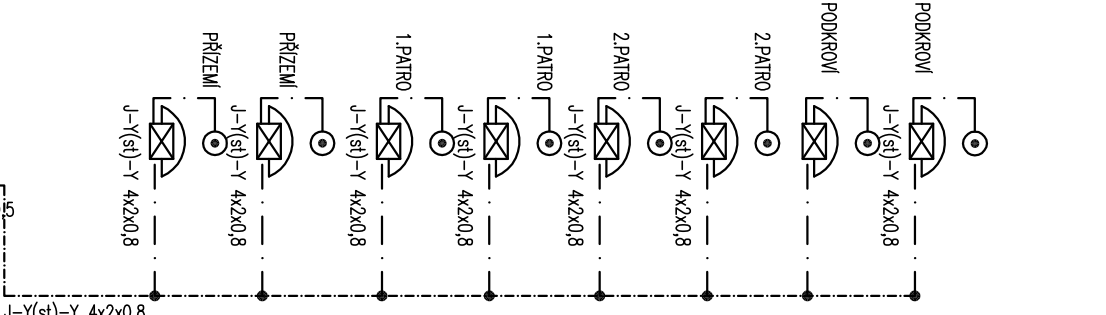 PŘÍZEMÍ
PŘÍZEMÍ
1.PATRO
1.PATRO
2.PATRO
2.PATRO
PODKROVÍ
PODKROVÍ
J-Y(st)-Y 4x2x0,8
J-Y(st)-Y 4x2x0,8
J-Y(st)-Y 4x2x0,8
J-Y(st)-Y 4x2x0,8
J-Y(st)-Y 4x2x0,8
J-Y(st)-Y 4x2x0,8
J-Y(st)-Y 4x2x0,8
,5
J-Y(st)-Y 4x2x0,8